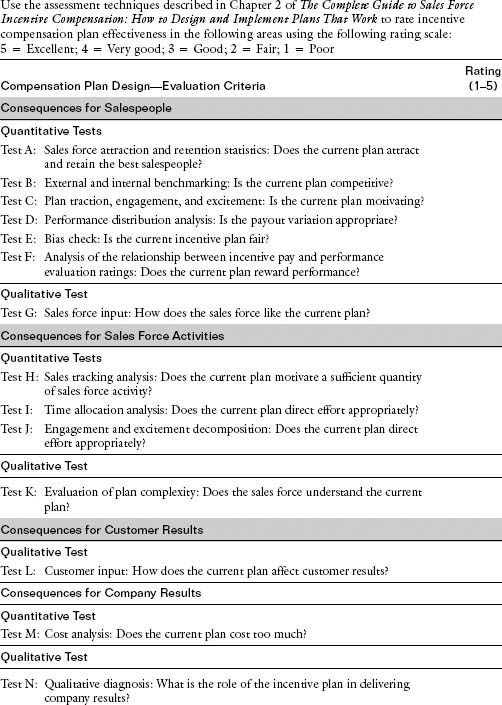 Use the assessment techniques described in Chapter 2 of The Complete Guide to Sales Force
Incentive Compensation: How to Design and Implement Plans That Work to rate incentive
compensation plan effectiveness in the following areas using the following rating scale:
5 = Excellent; 4 = Very good; 3 = Good; 2 = Fair; 1 = Poor
Rating
Compensation Plan Design—Evaluation Criteria (1–5)
Consequences for Salespeople
Quantitative Tests
Test A: Sales force attraction and retention statistics: Does the current plan attract
and retain the best salespeople?
Test B: External and internal benchmarking: Is the current plan competitive?
Test C: Plan traction, engagement, and excitement: Is the current plan motivating?
Test D: Performance distribution analysis: Is the payout variation appropriate?
Test E: Bias check: Is the current incentive plan fair?
Test F: Analysis of the relationship between incentive pay and performance
evaluation ratings: Does the current plan reward performance?
Qualitative Test
Test G: Sales force input: How does the sales force like the current plan?
Consequences for Sales Force Activities
Quantitative Tests
Test H: Sales tracking analysis: Does the current plan motivate a sufficient quantity
of sales force activity?
Test I: Time allocation analysis: Does the current plan direct effort appropriately?
Test J: Engagement and excitement decomposition: Does the current plan direct
effort appropriately?
Qualitative Test
Test K: Evaluation of plan complexity: Does the sales force understand the current
plan?
Consequences for Customer Results
Qualitative Test
Test L: Customer input: How does the current plan affect customer results?
Consequences for Company Results
Quantitative Test
Test M: Cost analysis: Does the current plan cost too much?
Qualitative Test
Test N: Qualitative diagnosis: What is the role of the incentive plan in delivering
company results?